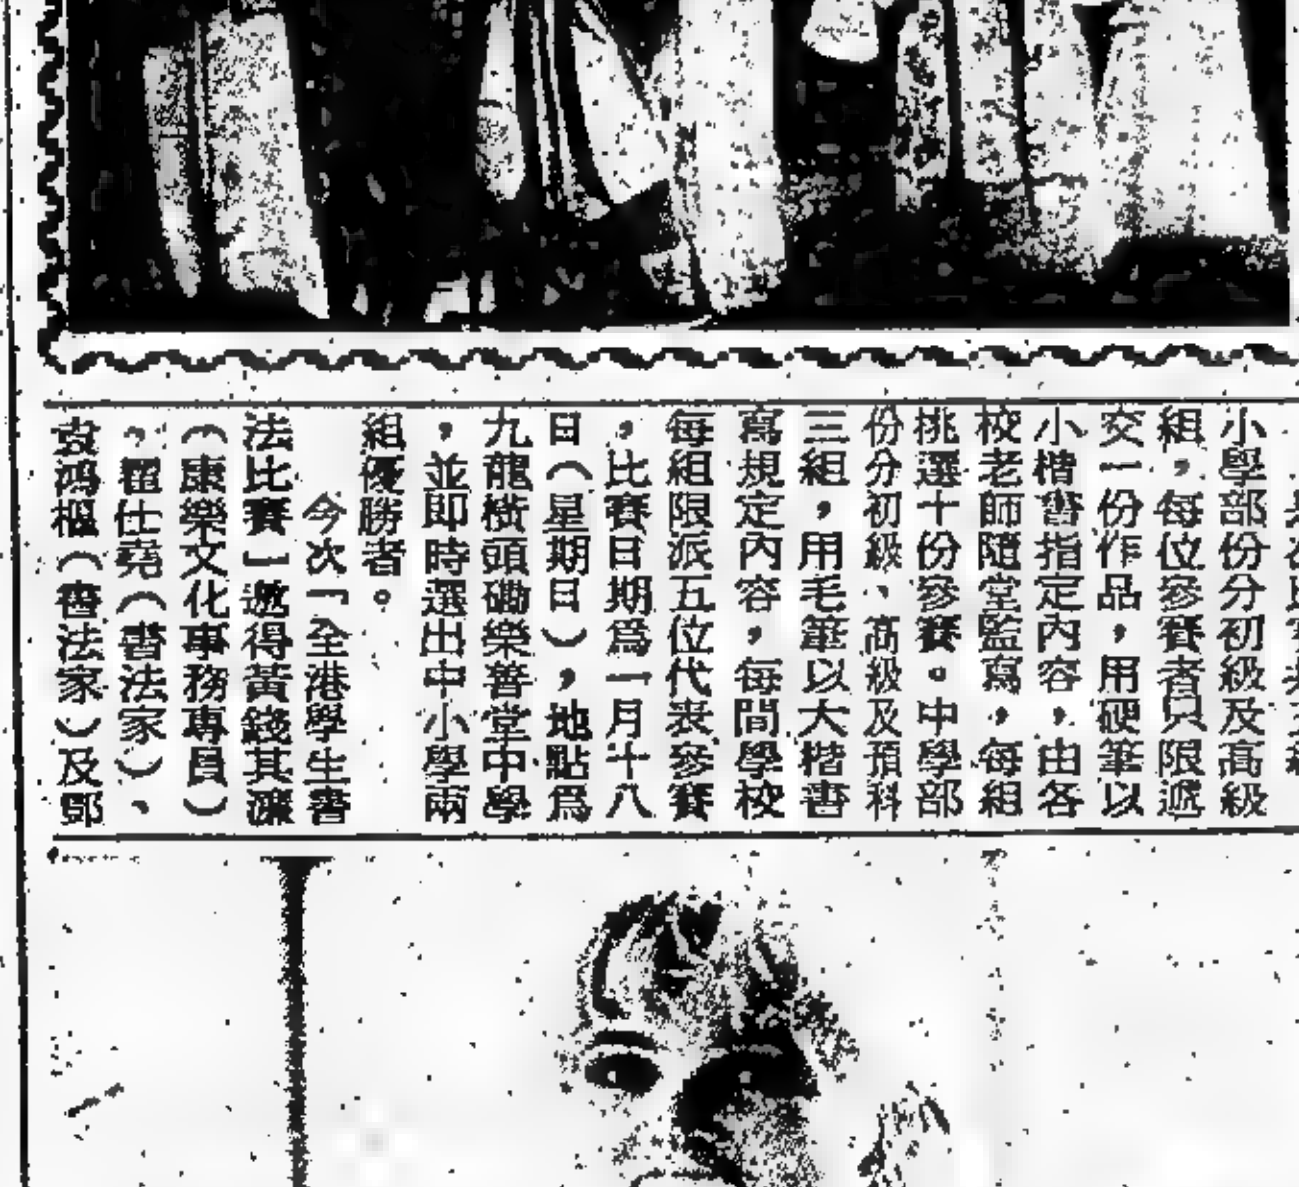 小學部份分初級及高級
組，每位參賽者只限遞
交一份作品，用硬筆以
小楷書指定內容，由各
校老師隨堂監寫，每組
挑選十份參賽。中學部
份分初級、高級及預科
三組，用毛筆以大楷書
寫規定內容，每間學校
每組限派五位代表參賽
，比賽日期爲一月十八
日（星期日），地點爲
九龍橫頭磡樂善堂中學
，並即時選出中小學兩
組優勝者。
今次「全港學生書
法比賽」邀得黃錢其濂
（康樂文化事務專員）
，翟仕堯（書法家）、
袁鴻樞（書法家）及鄧